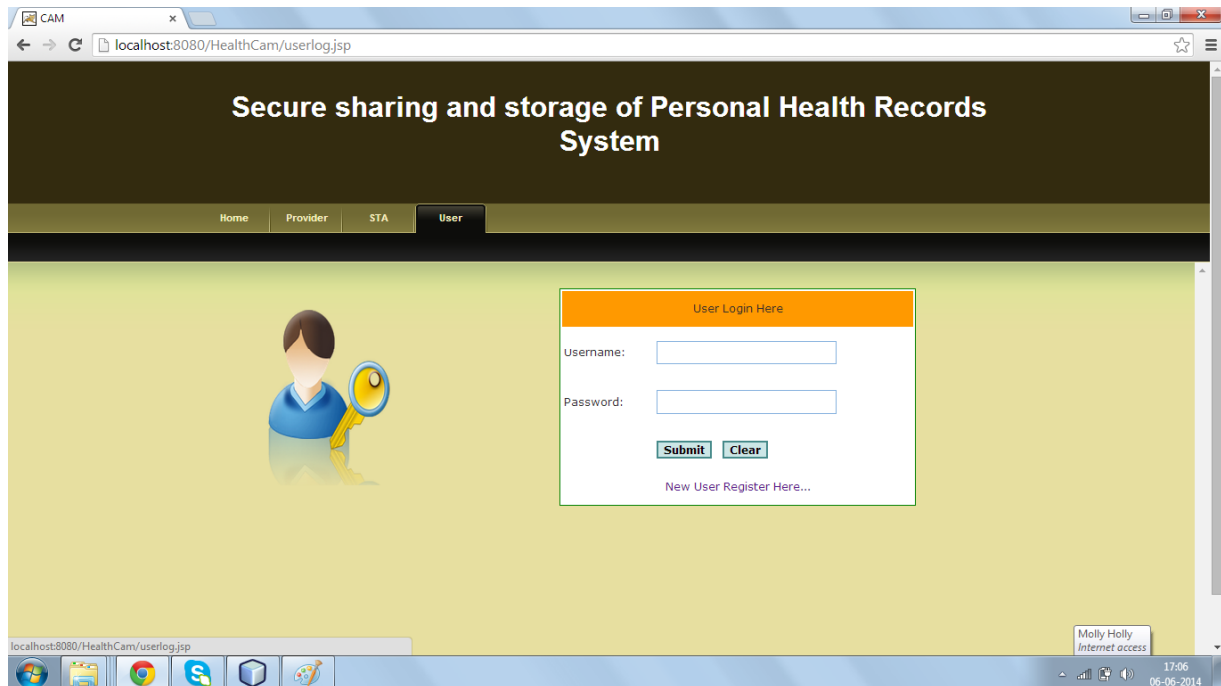 CAM
localhost:8080/HealthCam/userlog.jsp
Secure sharing and storage of Personal Health Records
System
Home Provider STA User
User Login Here
Username:
Password:
Submit Clear
New User Register Here...
Molly Holly
Internet access
localhost:8080/HealthCam/userlog.jsp
17:06
06-06-2014